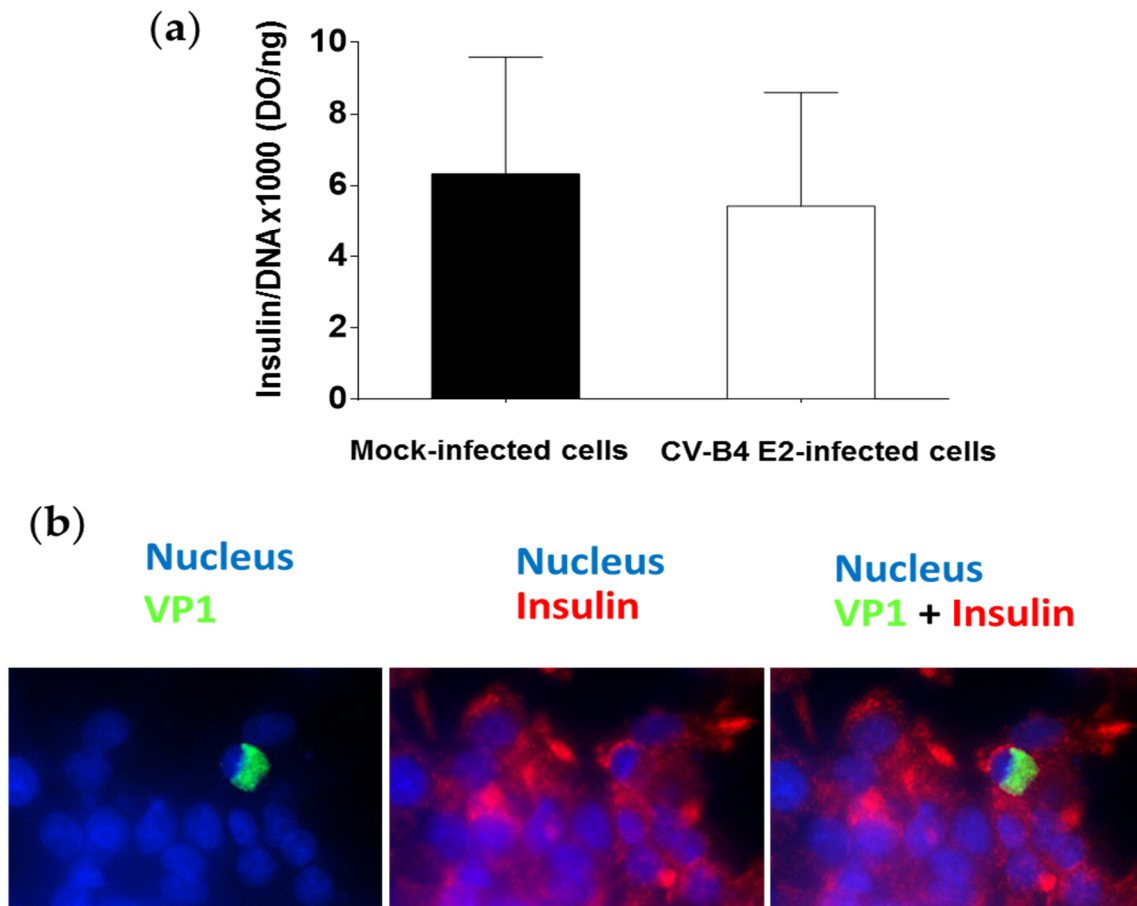 (a)
Insulin/DNA x1000 (DO/ng)
10
8
6
4
2
0
Mock-infected cells
CV-B4 E2-infected cells
(b)
Nucleus
VP1
Nucleus
Insulin
Nucleus
VP1 + Insulin